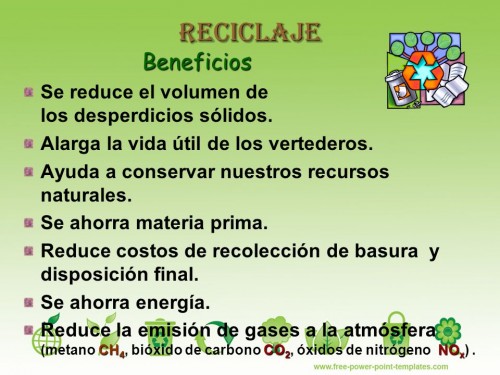 RECICLAJE
Beneficios
Se reduce el volumen de
los desperdicios sólidos.
Alarga la vida útil de los vertederos.
Ayuda a conservar nuestros recursos
naturales.
Se ahorra materia prima.
Reduce costos de recolección de basura y
disposición final.
Se ahorra energía.
Reduce la emisión de gases a la atmósfera
(metano CH₄, bióxido de carbono CO₂, óxidos de nitrógeno NOₓ) .
www.free-power-point-templates.com